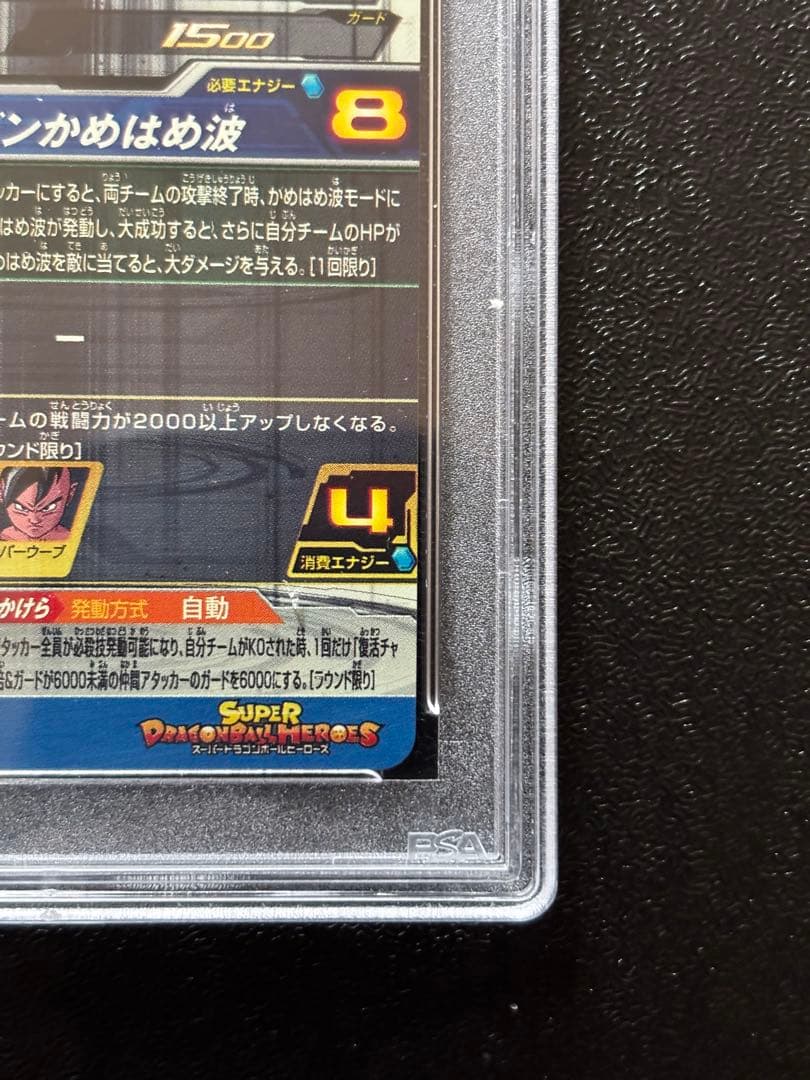 ガード
1500
必要エナジー 8
ンかめはめ波
ッカーにすると、両チームの攻撃終了時、かめはめ波モードに
はめ波が発動し、大成功すると、さらに自分チームのHPが
めはめ波を敵に当てると、大ダメージを与える。[1回限り]
ー
ームの戦闘力が2000以上アップしなくなる。
ウンド限り]
パーウーブ
4
消費エナジー
かけら 発動方式 自動
タッカー全員が必殺技発動可能になり、自分チームがKOされた時、1回だけ「復活チャ
倍&ガードが6000未満の仲間アタッカーのガードを6000にする。[ラウンド限り]
SUPER
DRAGONBALL HEROES
スーパードラゴンボールヒーローズ
PSA